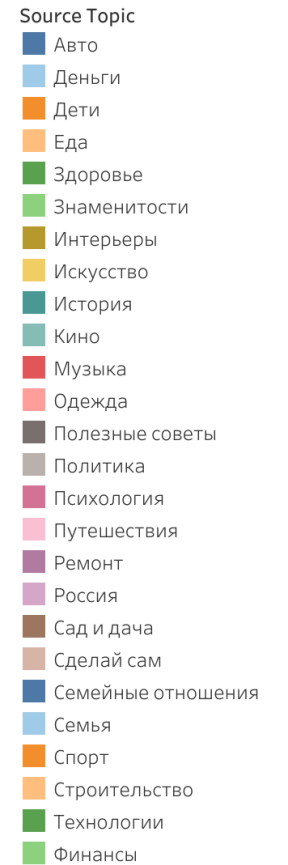 Source Topic
Авто
Деньги
Дети
Еда
Здоровье
Знаменитости
Интерьеры
Искусство
История
Кино
Музыка
Одежда
Полезные советы
Политика
Психология
Путешествия
Ремонт
Россия
Сад и дача
Сделай сам
Семейные отношения
Семья
Спорт
Строительство
Технологии
Финансы